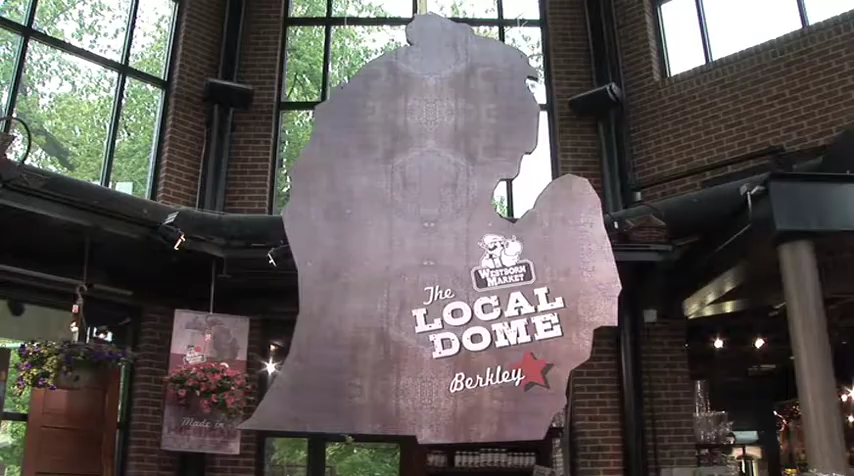 WESTBORN
MARKET
The
LOCAL
DOME
Berkley
Made in